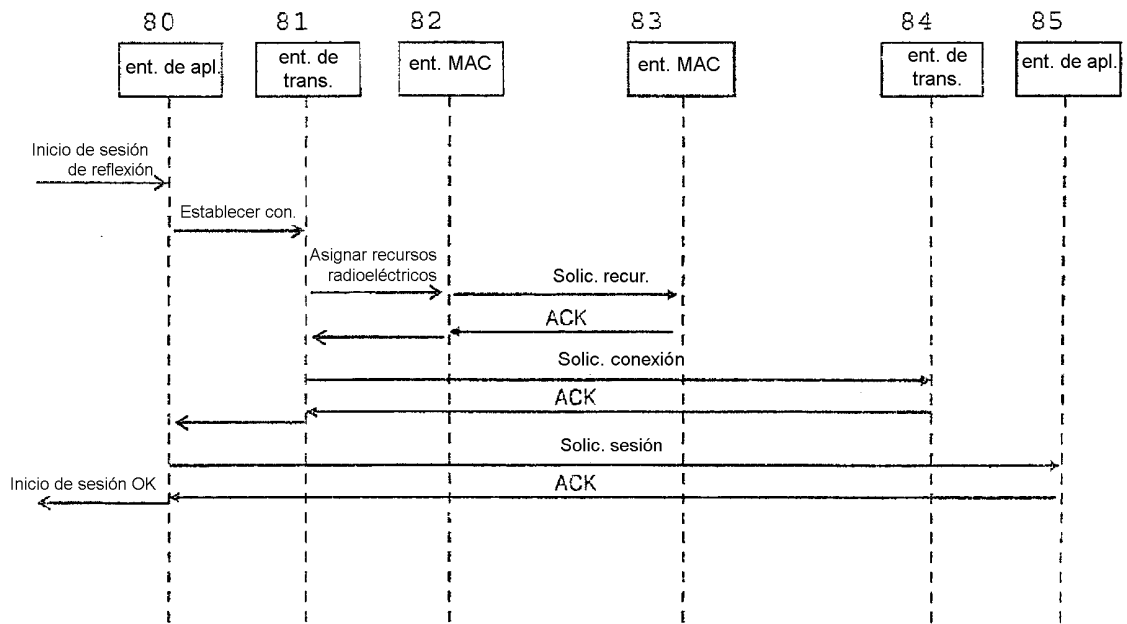 80 81 82 83 84 85
ent. de apl.
ent. de
trans.
ent. MAC
ent. MAC
ent. de
trans.
ent. de apl.
Inicio de sesión
de reflexión
Establecer con.
Asignar recursos
radioeléctricos
Solic. recur.
ACK
Solic. conexión
ACK
Solic. sesión
Inicio de sesión OK
ACK